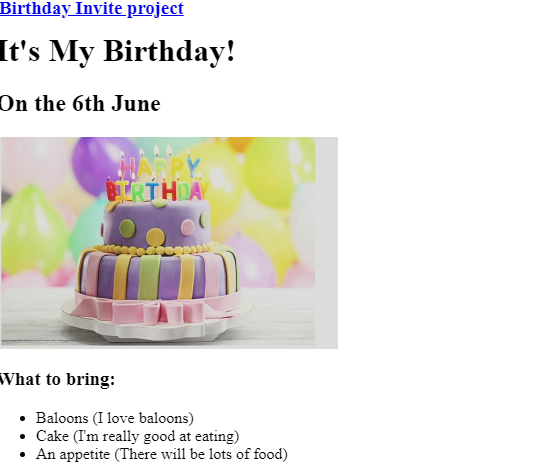 Birthday Invite project
It's My Birthday!
On the 6th June
HAPPY
BIRTHDAY
What to bring:
Baloons (I love baloons)
Cake (I'm really good at eating)
An appetite (There will be lots of food)